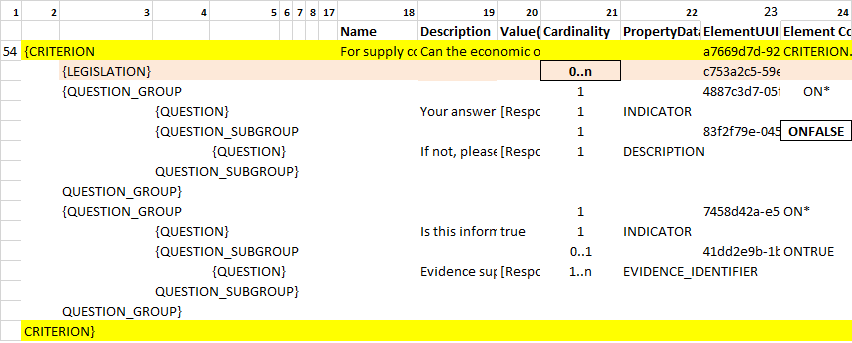 1 2 3 4 5 6 7 8 17 18 19 20 21 22 23 24
Name Description Value( Cardinality PropertyData ElementUUI Element Co
54 {CRITERION For supply co Can the economic o a7669d7d-92 CRITERION.
{LEGISLATION} 0..n c753a2c5-59e
{QUESTION_GROUP 1 4887c3d7-05f ON*
{QUESTION} Your answer [Respo 1 INDICATOR
{QUESTION_SUBGROUP 1 83f2f79e-045 ONFALSE
{QUESTION} If not, please [Respo 1 DESCRIPTION
QUESTION_SUBGROUP}
QUESTION_GROUP}
{QUESTION_GROUP 1 7458d42a-e5 ON*
{QUESTION} Is this inform true 1 INDICATOR
{QUESTION_SUBGROUP 0..1 41dd2e9b-1b ONTRUE
{QUESTION} Evidence sup [Respo 1..n EVIDENCE_IDENTIFIER
QUESTION_SUBGROUP}
QUESTION_GROUP}
CRITERION}